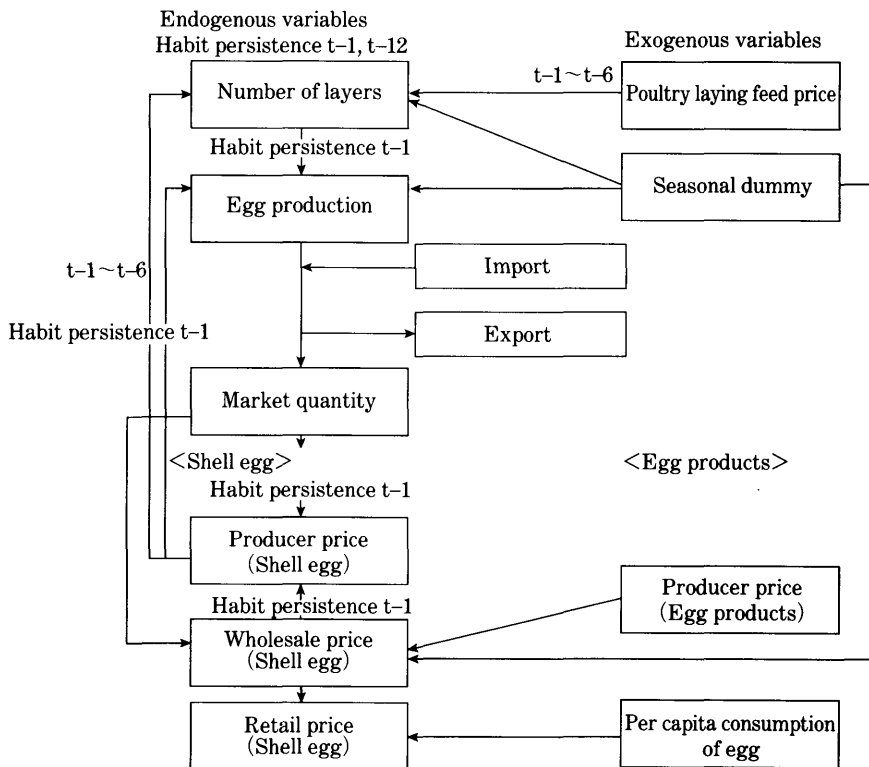 Endogenous variables
Habit persistence t–1, t–12
Exogenous variables
t–1~t–6
Number of layers
Poultry laying feed price
Habit persistence t–1
Egg production
Seasonal dummy
Import
t–1~t–6
Habit persistence t–1
Export
Market quantity
<Shell egg>
<Egg products>
Habit persistence t–1
Producer price
(Shell egg)
Producer price
(Egg products)
Habit persistence t–1
Wholesale price
(Shell egg)
Retail price
(Shell egg)
Per capita consumption
of egg